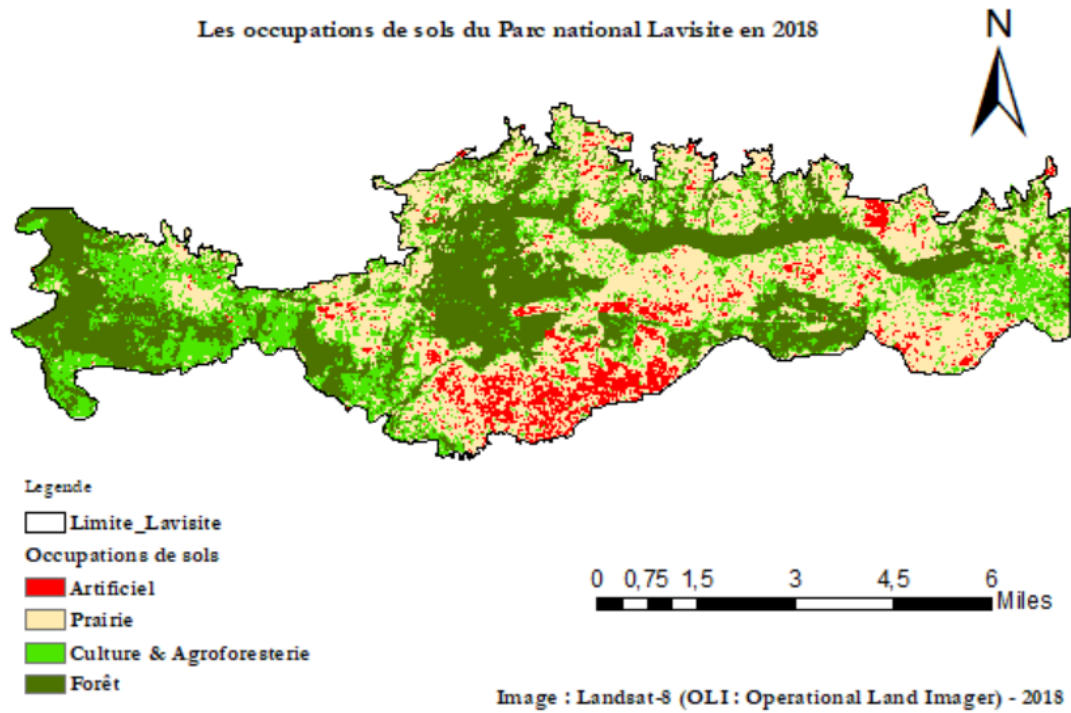 Les occupations de sols du Parc national Lavisite en 2018
N
Legende
Limite_Lavisite
Occupations de sols
Artificiel
Prairie
Culture & Agroforesterie
Forêt
0 0,75 1,5 3 4,5 6
Miles
Image : Landsat-8 (OLI : Operational Land Imager) - 2018